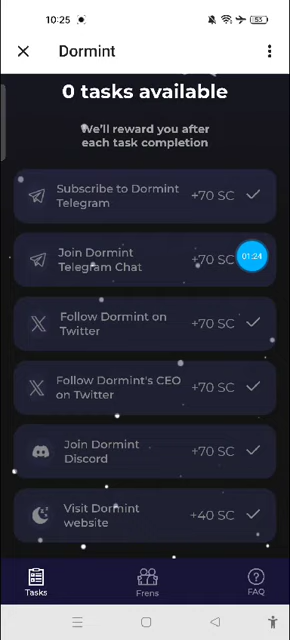 10:25
53
Dormint
0 tasks available
We'll reward you after
each task completion
Subscribe to Dormint
Telegram
+70 SC
Join Dormint
Telegram Chat
+70 SC
01:24
Follow Dormint on
Twitter
+70 SC
Follow Dormint's CEO
on Twitter
+70 SC
Join Dormint
Discord
+70 SC
Visit Dormint
website
+40 SC
Tasks
Frens
FAQ